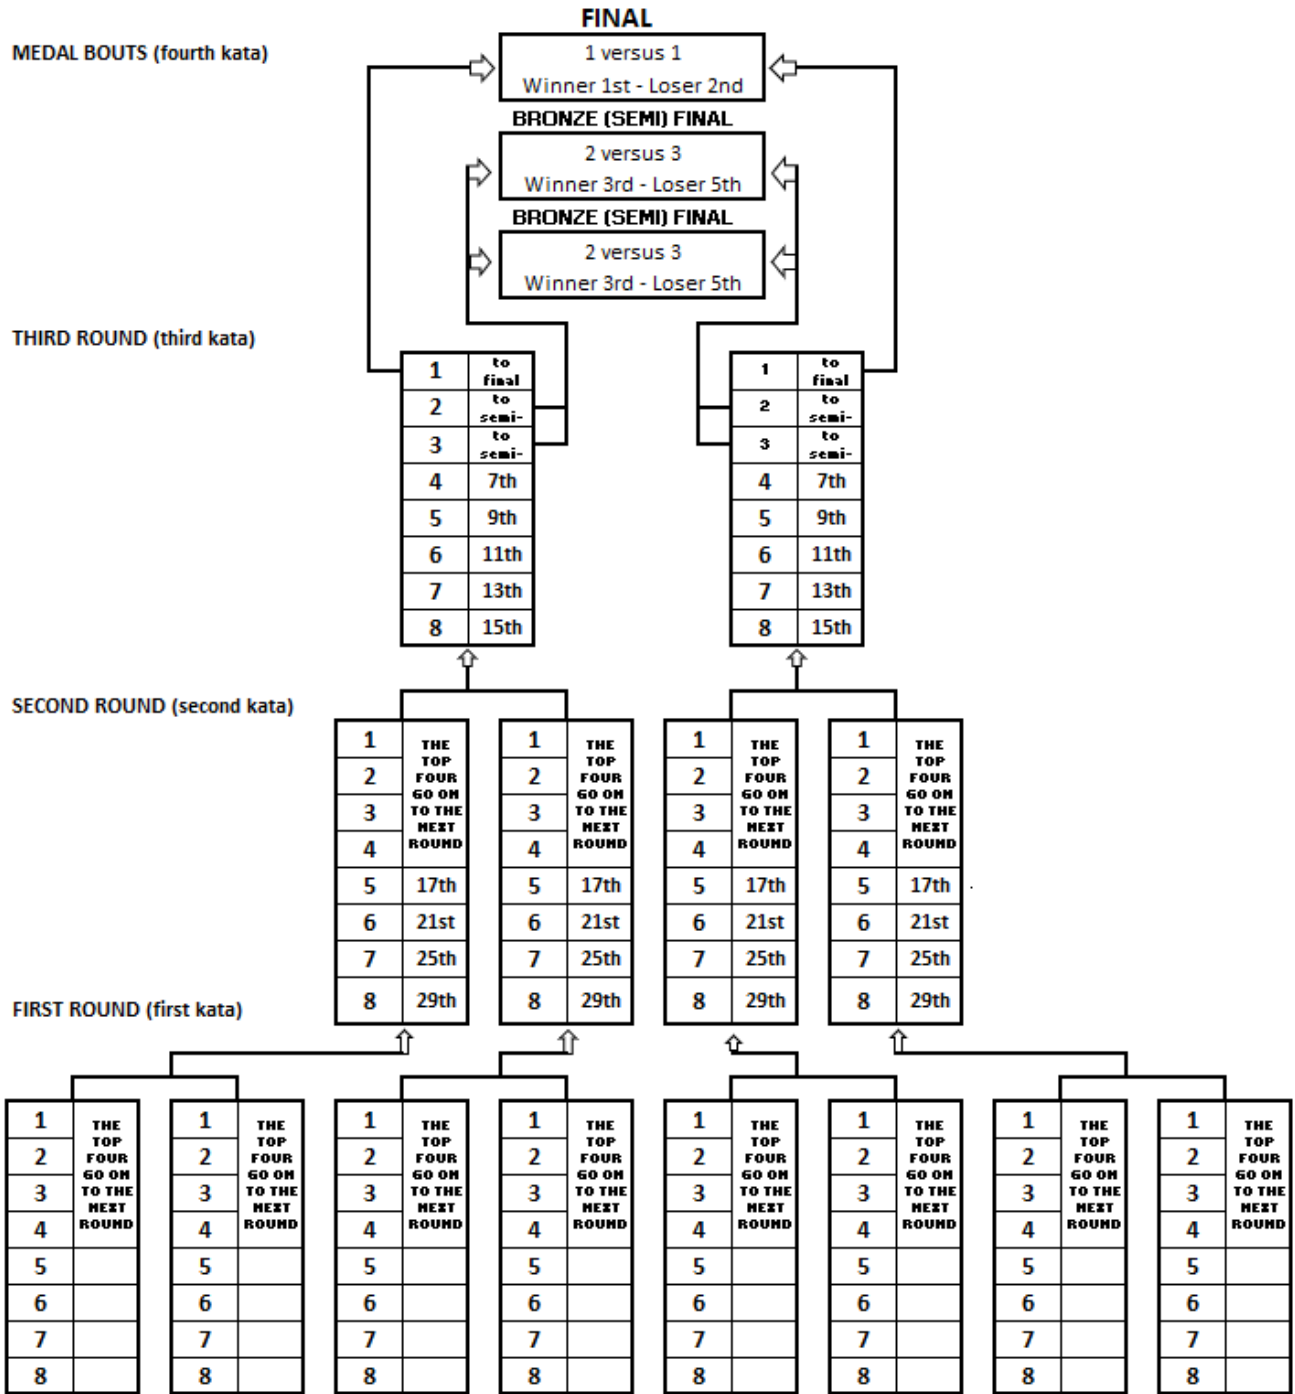 FINAL
MEDAL BOUTS (fourth kata)
1 versus 1
Winner 1st - Loser 2nd
BRONZE (SEMI) FINAL
2 versus 3
Winner 3rd - Loser 5th
BRONZE (SEMI) FINAL
2 versus 3
Winner 3rd - Loser 5th
THIRD ROUND (third kata)
1 to final 1 to final
2 to semi- 2 to semi-
3 to semi- 3 to semi-
4 7th 4 7th
5 9th 5 9th
6 11th 6 11th
7 13th 7 13th
8 15th 8 15th
SECOND ROUND (second kata)
1 1 1 1
THE THE THE THE
TOP TOP TOP TOP
2 FOUR 2 FOUR 2 FOUR 2 FOUR
GO ON GO ON GO ON GO ON
3 TO THE 3 TO THE 3 TO THE 3 TO THE
NEXT NEXT NEXT NEXT
4 ROUND 4 ROUND 4 ROUND 4 ROUND
5 17th 5 17th 5 17th 5 17th
6 21st 6 21st 6 21st 6 21st
7 25th 7 25th 7 25th 7 25th
8 29th 8 29th 8 29th 8 29th
FIRST ROUND (first kata)
1 THE 1 THE 1 THE 1 THE 1 THE 1 THE 1 THE 1 THE
TOP TOP TOP TOP TOP TOP TOP TOP
2 FOUR 2 FOUR 2 FOUR 2 FOUR 2 FOUR 2 FOUR 2 FOUR 2 FOUR
GO ON GO ON GO ON GO ON GO ON GO ON GO ON GO ON
3 TO THE 3 TO THE 3 TO THE 3 TO THE 3 TO THE 3 TO THE 3 TO THE 3 TO THE
NEXT NEXT NEXT NEXT NEXT NEXT NEXT NEXT
4 ROUND 4 ROUND 4 ROUND 4 ROUND 4 ROUND 4 ROUND 4 ROUND 4 ROUND
5 5 5 5 5 5 5 5
6 6 6 6 6 6 6 6
7 7 7 7 7 7 7 7
8 8 8 8 8 8 8 8